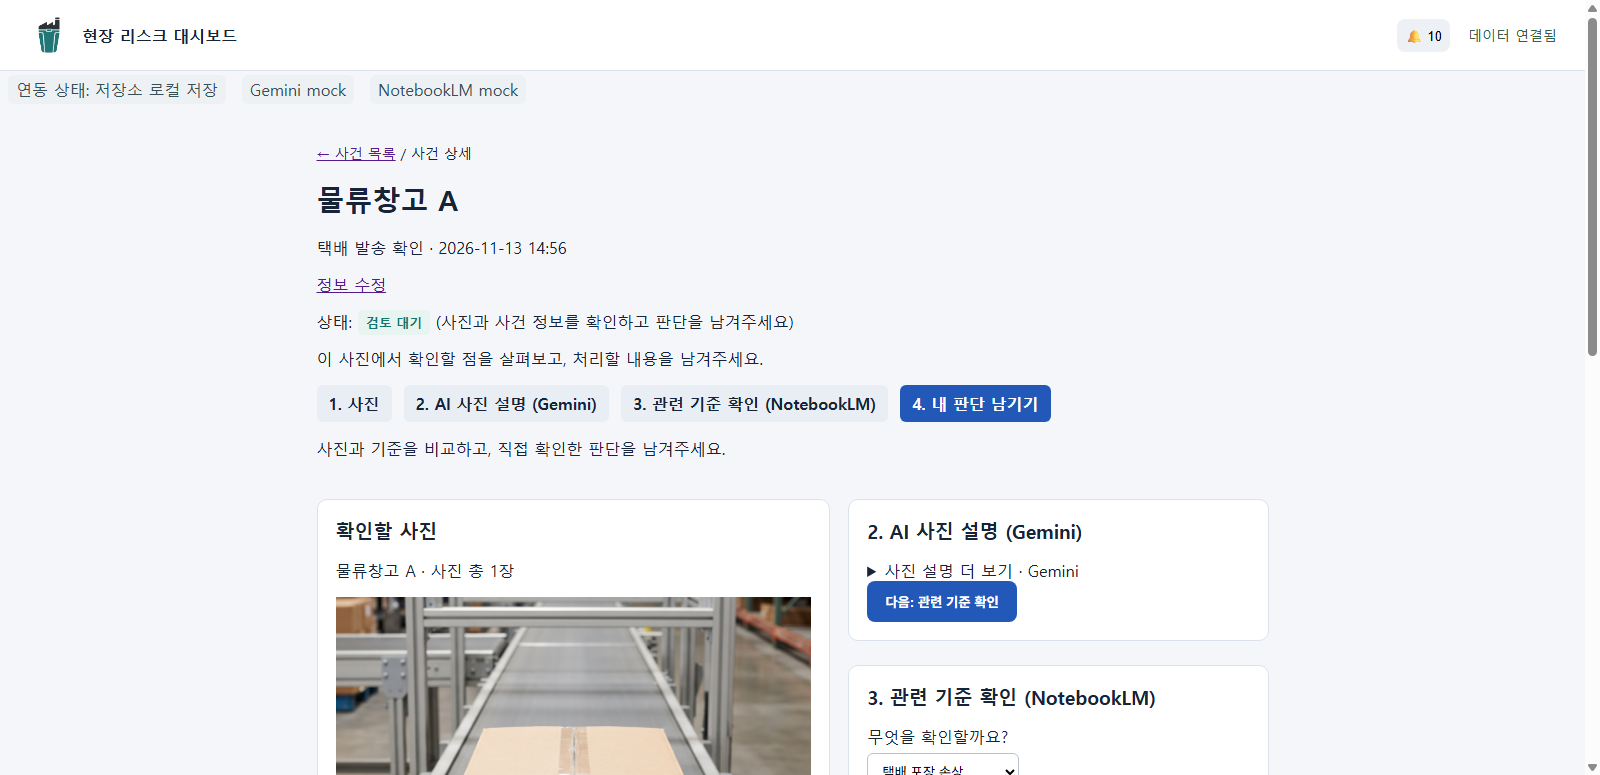 현장 리스크 대시보드
10
데이터 연결됨
연동 상태: 저장소 로컬 저장
Gemini mock
NotebookLM mock
← 사건 목록 / 사건 상세
물류창고 A
택배 발송 확인 · 2026-11-13 14:56
정보 수정
상태: 검토 대기 (사진과 사건 정보를 확인하고 판단을 남겨주세요)
이 사진에서 확인할 점을 살펴보고, 처리할 내용을 남겨주세요.
1. 사진
2. AI 사진 설명 (Gemini)
3. 관련 기준 확인 (NotebookLM)
4. 내 판단 남기기
사진과 기준을 비교하고, 직접 확인한 판단을 남겨주세요.
확인할 사진
물류창고 A · 사진 총 1장
2. AI 사진 설명 (Gemini)
▶ 사진 설명 더 보기 · Gemini
다음: 관련 기준 확인
3. 관련 기준 확인 (NotebookLM)
무엇을 확인할까요?
택배 포장 손상